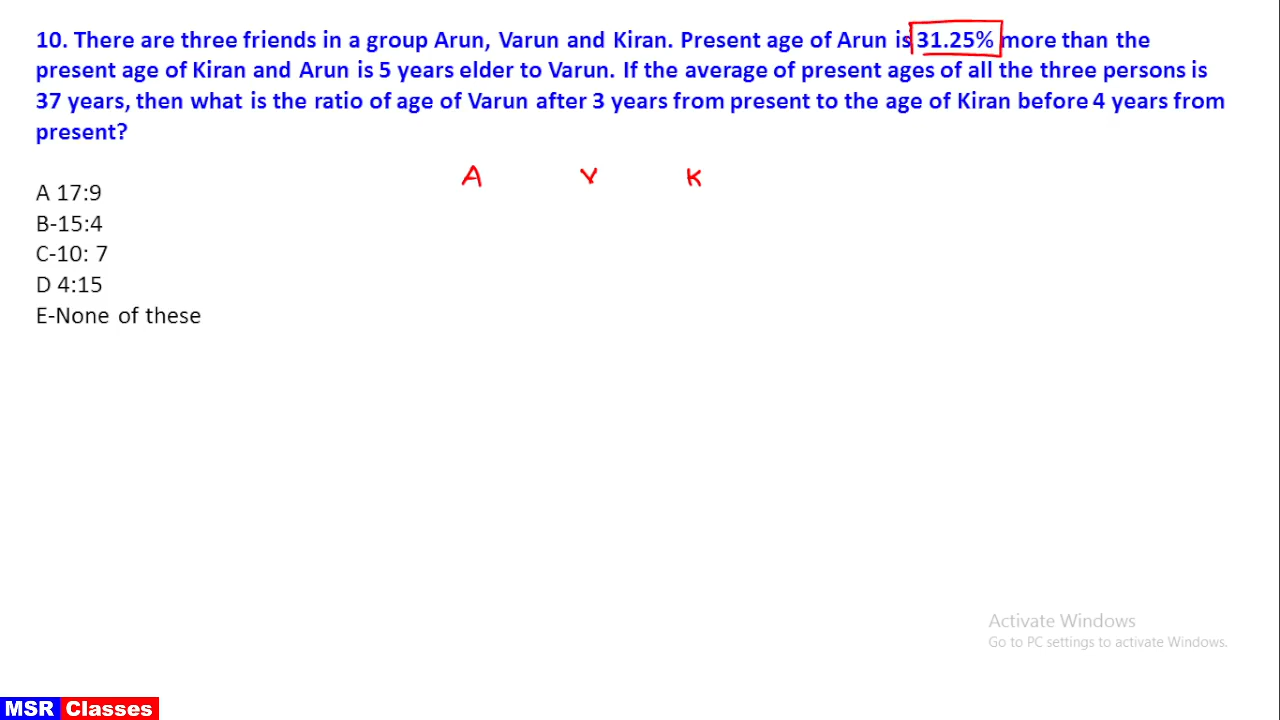 10. There are three friends in a group Arun, Varun and Kiran. Present age of Arun is 31.25% more than the
present age of Kiran and Arun is 5 years elder to Varun. If the average of present ages of all the three persons is
37 years, then what is the ratio of age of Varun after 3 years from present to the age of Kiran before 4 years from
present?
A V K
A 17:9
B-15:4
C-10: 7
D 4:15
E-None of these
Activate Windows
Go to PC settings to activate Windows.
MSR Classes